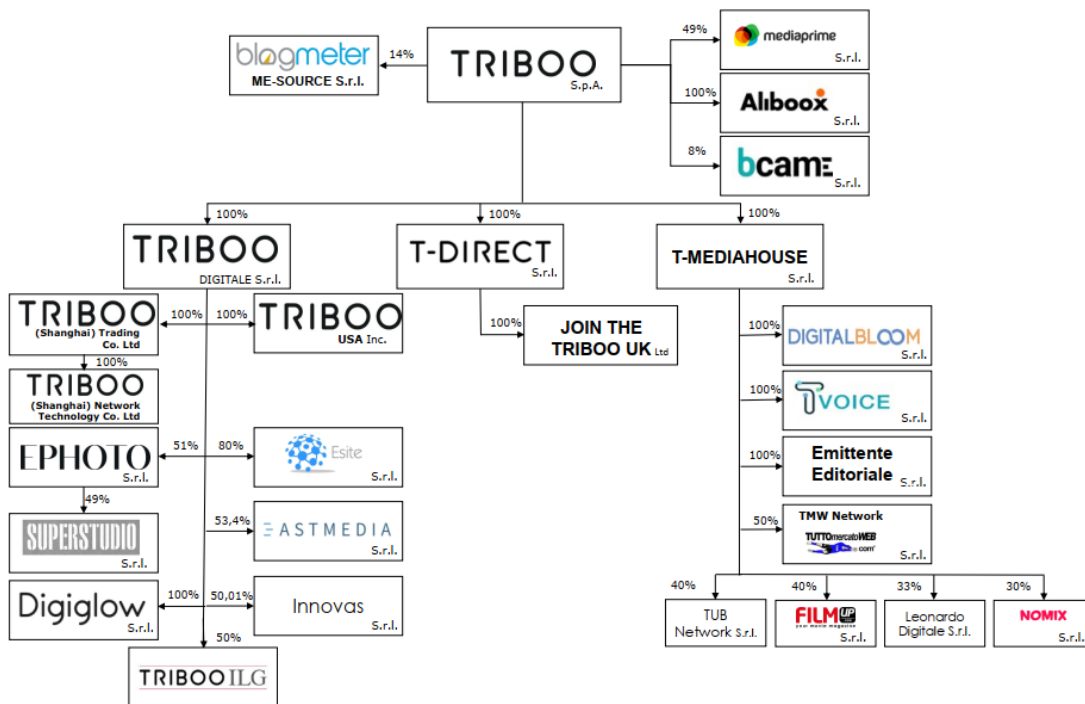 blogmeter
ME-SOURCE S.r.l.
14%
TRIBOO
S.p.A.
49%
mediaprime
S.r.l.
100%
Aliboox
S.r.l.
8%
bcame
S.r.l.
100%
100%
100%
TRIBOO
DIGITALE S.r.l.
T-DIRECT
S.r.l.
T-MEDIAHOUSE
S.r.l.
TRIBOO
(Shanghai) Trading
Co. Ltd
100%
100%
TRIBOO
USA Inc.
100%
JOIN THE
TRIBOO UK Ltd
100%
DIGITALBLOOM
S.r.l.
100%
TRIBOO
(Shanghai) Network
Technology Co. Ltd
100%
TVOICE
S.r.l.
EPHOTO
S.r.l.
51%
80%
Esite
S.r.l.
100%
Emittente
Editoriale S.r.l.
49%
SUPERSTUDIO
S.r.l.
53,4%
EASTMEDIA
S.r.l.
50%
TMW Network
TUTTOmercatoWEB
.com
S.r.l.
Digiglow
S.r.l.
100%
50,01%
Innovas
S.r.l.
40%
TUB
Network S.r.l.
40%
FILMUP
your movie magazine
S.r.l.
33%
Leonardo
Digitale S.r.l.
30%
NOMIX
S.r.l.
50%
TRIBOO ILG